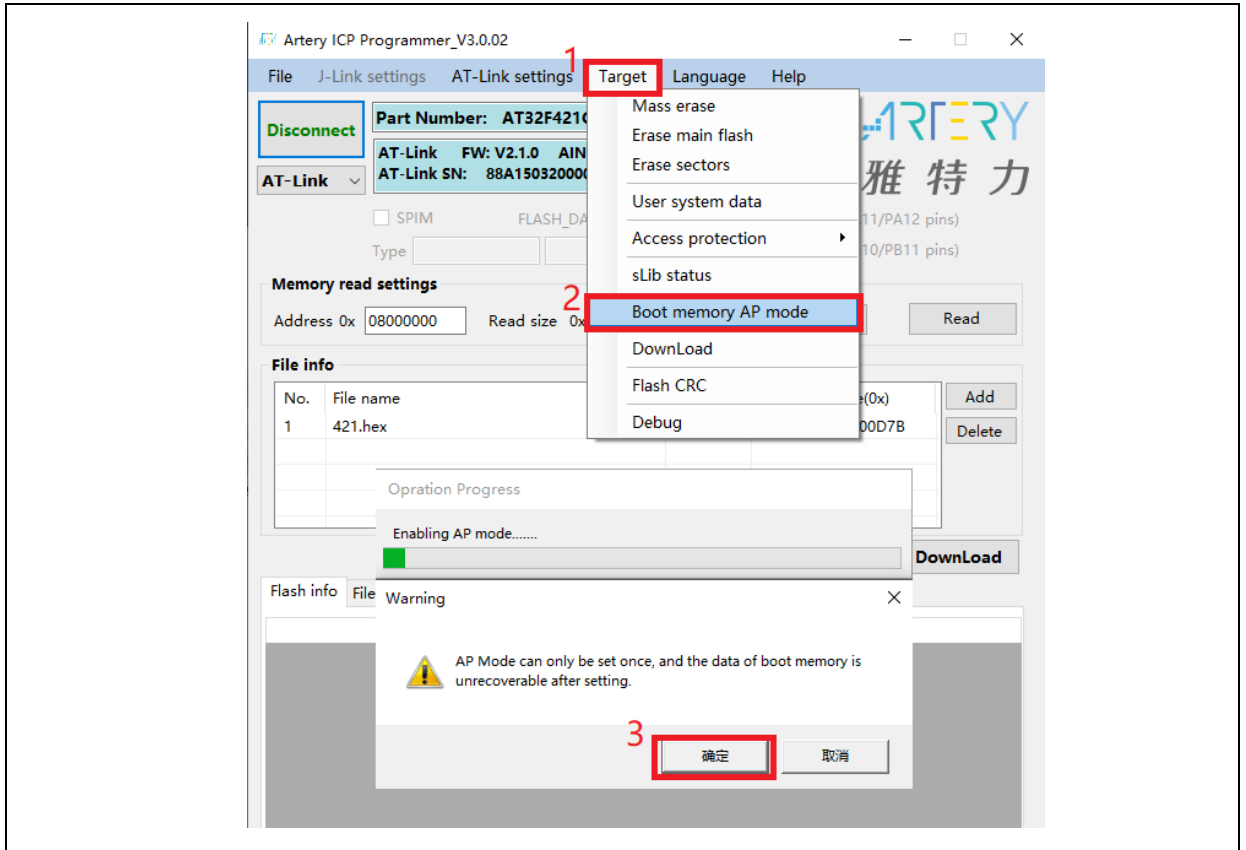 Artery ICP Programmer_V3.0.02
1
File J-Link settings AT-Link settings Target Language Help
Disconnect
Part Number: AT32F421
AT-Link FW: V2.1.0 AIN
AT-Link SN: 88A15032000
AT-Link
ARTERY
雅特力
Mass erase
Erase main flash
Erase sectors
User system data
Access protection
sLib status
Boot memory AP mode
DownLoad
Flash CRC
Debug
SPIM FLASH_DA 11/PA12 pins)
Type 10/PB11 pins)
Memory read settings
2
Address 0x 08000000 Read size 0x Read
File info
No. File name e(0x) Add
1 421.hex 00D7B Delete
Opration Progress
Enabling AP mode.......
DownLoad
Flash info File
Warning
AP Mode can only be set once, and the data of boot memory is
unrecoverable after setting.
3
确定 取消